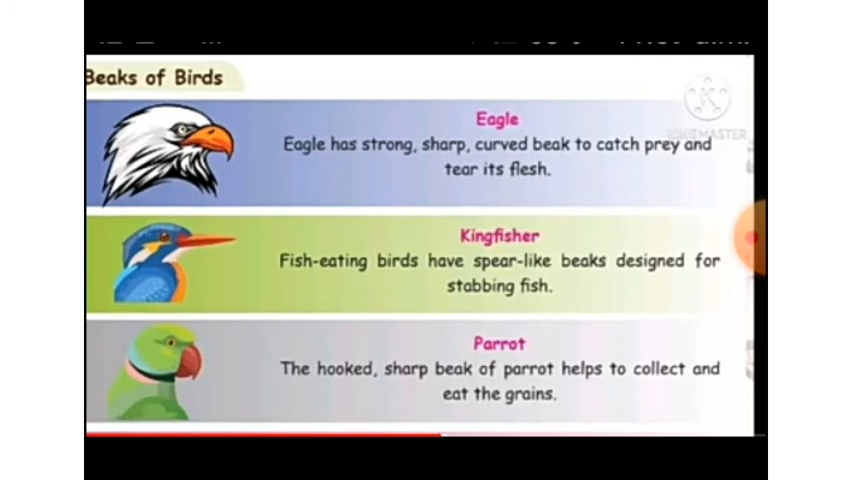 Beaks of Birds
Eagle
Eagle has strong, sharp, curved beak to catch prey and
tear its flesh.
KINEMASTER
Kingfisher
Fish-eating birds have spear-like beaks designed for
stabbing fish.
Parrot
The hooked, sharp beak of parrot helps to collect and
eat the grains.